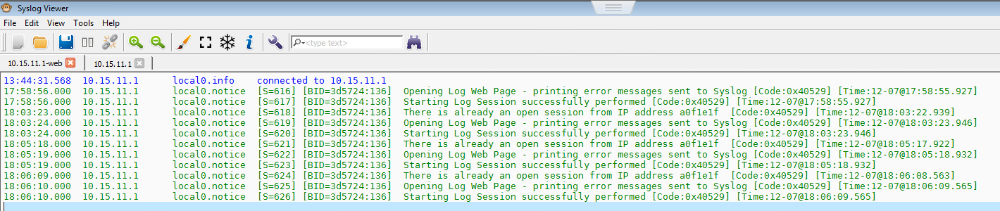 Syslog Viewer
File Edit View Tools Help
<type text>
10.15.11.1-web 10.15.11.1
13:44:31.568 10.15.11.1 local0.info connected to 10.15.11.1
17:58:56.000 10.15.11.1 local0.notice [S=616] [BID=3d5724:136] Opening Log Web Page - printing error messages sent to Syslog [Code:0x40529] [Time:12-07@17:58:55.927]
17:58:56.000 10.15.11.1 local0.notice [S=617] [BID=3d5724:136] Starting Log Session successfully performed [Code:0x40529] [Time:12-07@17:58:55.927]
18:03:23.000 10.15.11.1 local0.notice [S=618] [BID=3d5724:136] There is already an open session from IP address a0f1e1f [Code:0x40529] [Time:12-07@18:03:22.939]
18:03:24.000 10.15.11.1 local0.notice [S=619] [BID=3d5724:136] Opening Log Web Page - printing error messages sent to Syslog [Code:0x40529] [Time:12-07@18:03:23.946]
18:03:24.000 10.15.11.1 local0.notice [S=620] [BID=3d5724:136] Starting Log Session successfully performed [Code:0x40529] [Time:12-07@18:03:23.946]
18:05:18.000 10.15.11.1 local0.notice [S=621] [BID=3d5724:136] There is already an open session from IP address a0f1e1f [Code:0x40529] [Time:12-07@18:05:17.922]
18:05:19.000 10.15.11.1 local0.notice [S=622] [BID=3d5724:136] Opening Log Web Page - printing error messages sent to Syslog [Code:0x40529] [Time:12-07@18:05:18.932]
18:05:19.000 10.15.11.1 local0.notice [S=623] [BID=3d5724:136] Starting Log Session successfully performed [Code:0x40529] [Time:12-07@18:05:18.932]
18:06:09.000 10.15.11.1 local0.notice [S=624] [BID=3d5724:136] There is already an open session from IP address a0f1e1f [Code:0x40529] [Time:12-07@18:06:08.563]
18:06:10.000 10.15.11.1 local0.notice [S=625] [BID=3d5724:136] Opening Log Web Page - printing error messages sent to Syslog [Code:0x40529] [Time:12-07@18:06:09.565]
18:06:10.000 10.15.11.1 local0.notice [S=626] [BID=3d5724:136] Starting Log Session successfully performed [Code:0x40529] [Time:12-07@18:06:09.565]